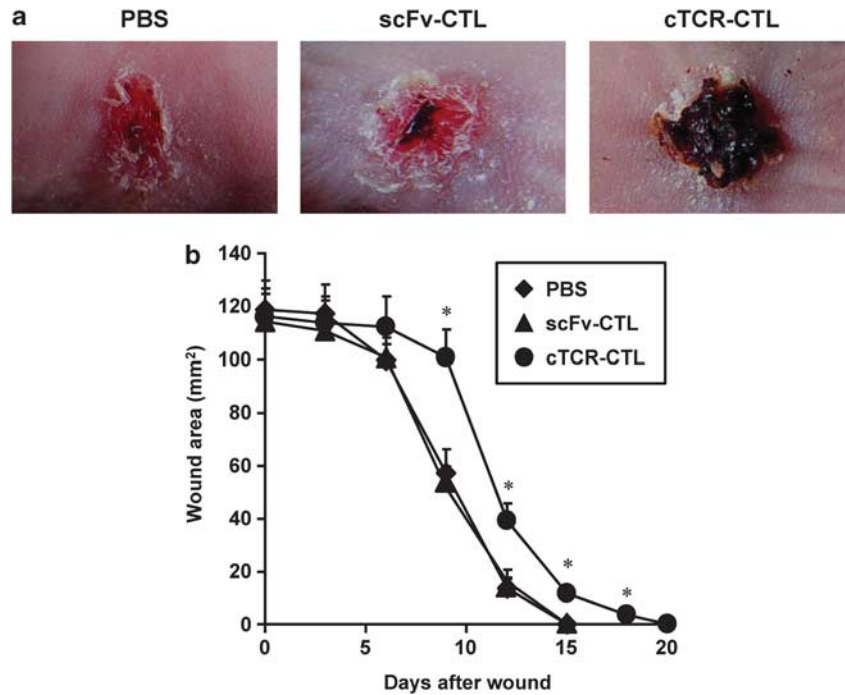 a
PBS
scFv-CTL
cTCR-CTL
b
140
120
100
80
60
40
20
0
Wound area (mm²)
*
*
*
*
PBS
scFv-CTL
cTCR-CTL
0
5
10
15
20
Days after wound